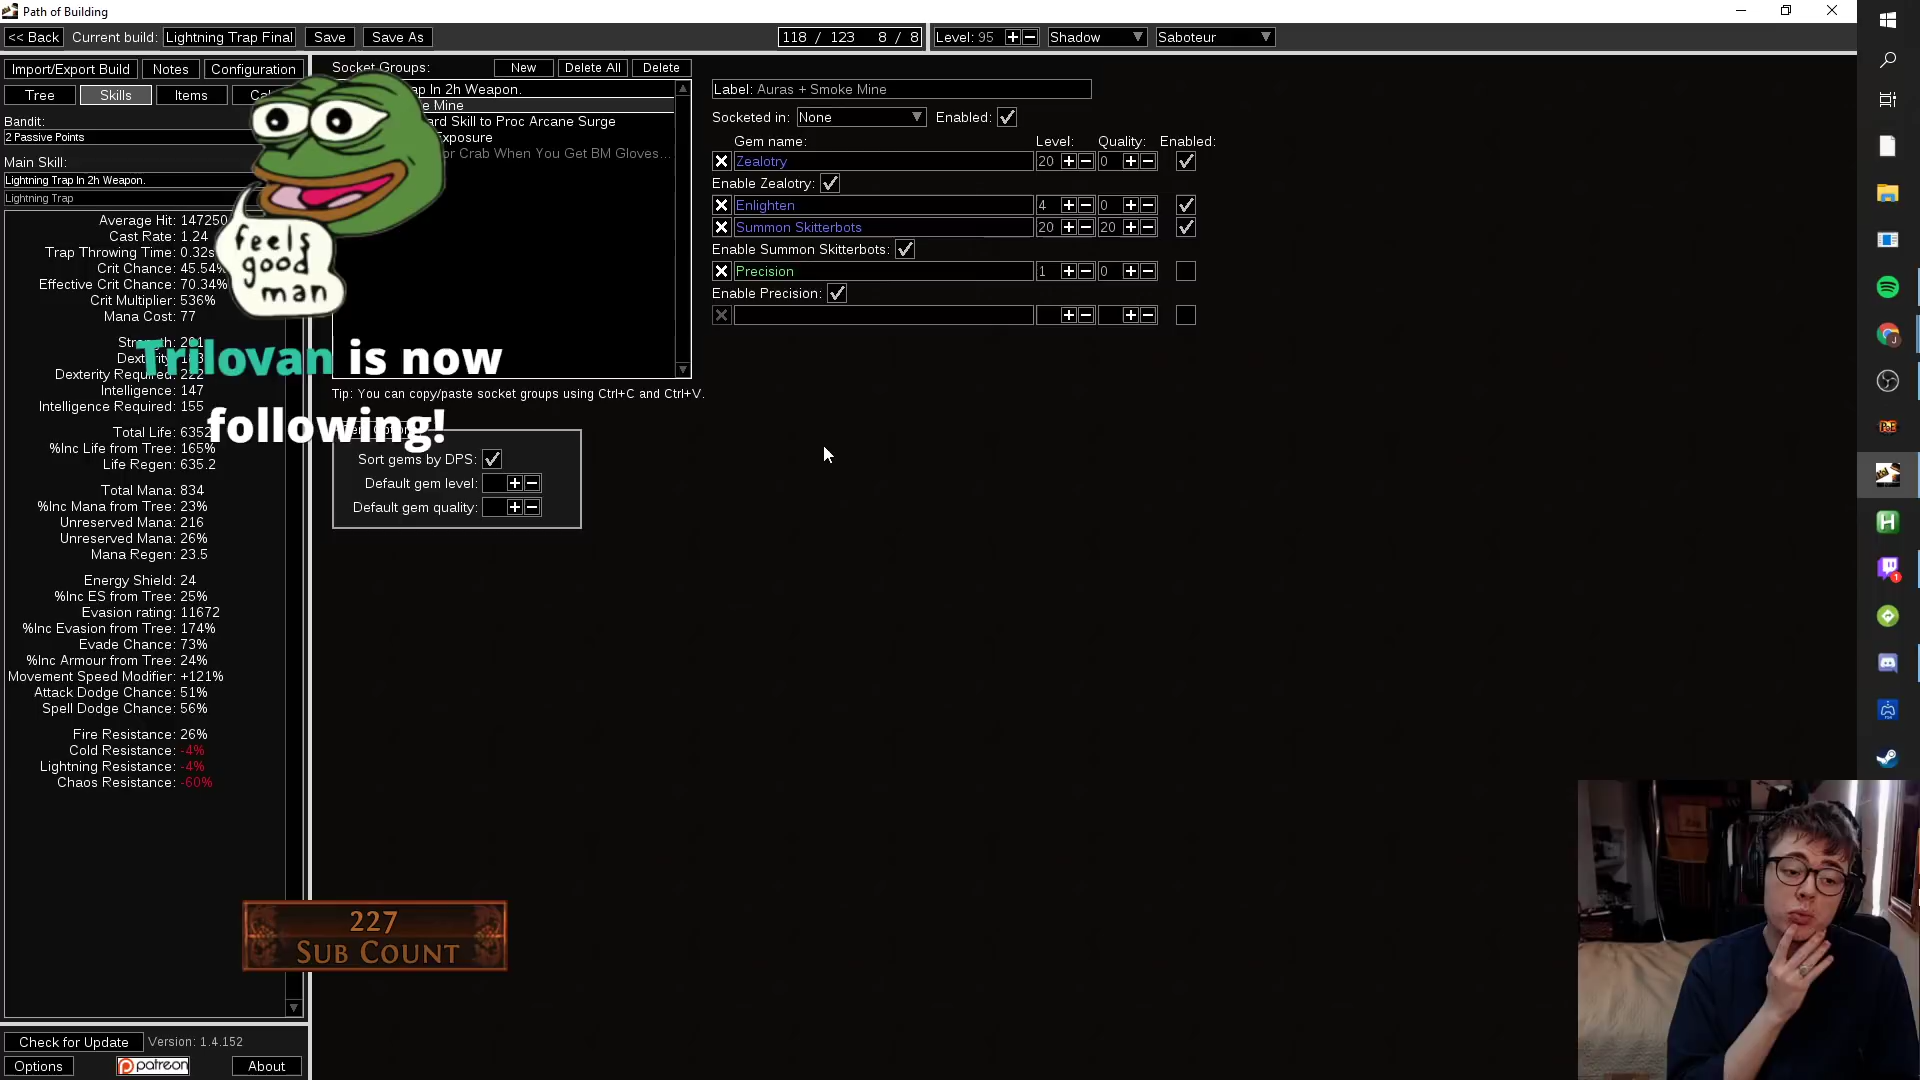 Path of Building
<< Back Current build: Lightning Trap Final Save Save As 118 / 123 8 / 8 Level: 95 Shadow Saboteur
Import/Export Build Notes Configuration
Tree Skills Items
Bandit:
2 Passive Points
Main Skill:
Lightning Trap In 2h Weapon.
Lightning Trap
Average Hit: 147250
Cast Rate: 1.24
Trap Throwing Time: 0.32s
Crit Chance: 45.54%
Effective Crit Chance: 70.34%
Crit Multiplier: 536%
Mana Cost: 77
Strength: 201
Dexterity:
Dexterity Required: 222
Intelligence: 147
Intelligence Required: 155
Total Life: 6352
%Inc Life from Tree: 165%
Life Regen: 635.2
Total Mana: 834
%Inc Mana from Tree: 23%
Unreserved Mana: 216
Unreserved Mana: 26%
Mana Regen: 23.5
Energy Shield: 24
%Inc ES from Tree: 25%
Evasion rating: 11672
%Inc Evasion from Tree: 174%
Evade Chance: 73%
%Inc Armour from Tree: 24%
Movement Speed Modifier: +121%
Attack Dodge Chance: 51%
Spell Dodge Chance: 56%
Fire Resistance: 26%
Cold Resistance: -4%
Lightning Resistance: -4%
Chaos Resistance: -60%
Check for Update Version: 1.4.152
Options patreon About
Socket Groups: New Delete All Delete
ap In 2h Weapon.
e Mine
ard Skill to Proc Arcane Surge
Exposure
or Crab When You Get BM Gloves...
Tip: You can copy/paste socket groups using Ctrl+C and Ctrl+V.
Sort gems by DPS:
Default gem level:
Default gem quality:
Label: Auras + Smoke Mine
Socketed in: None Enabled:
Gem name: Level: Quality: Enabled:
Zealotry 20 0
Enable Zealotry:
Enlighten 4 0
Summon Skitterbots 20 20
Enable Summon Skitterbots:
Precision 1 0
Enable Precision:
feels
good
man
Trilovan is now
following!
227
Sub Count
PoE
H
1